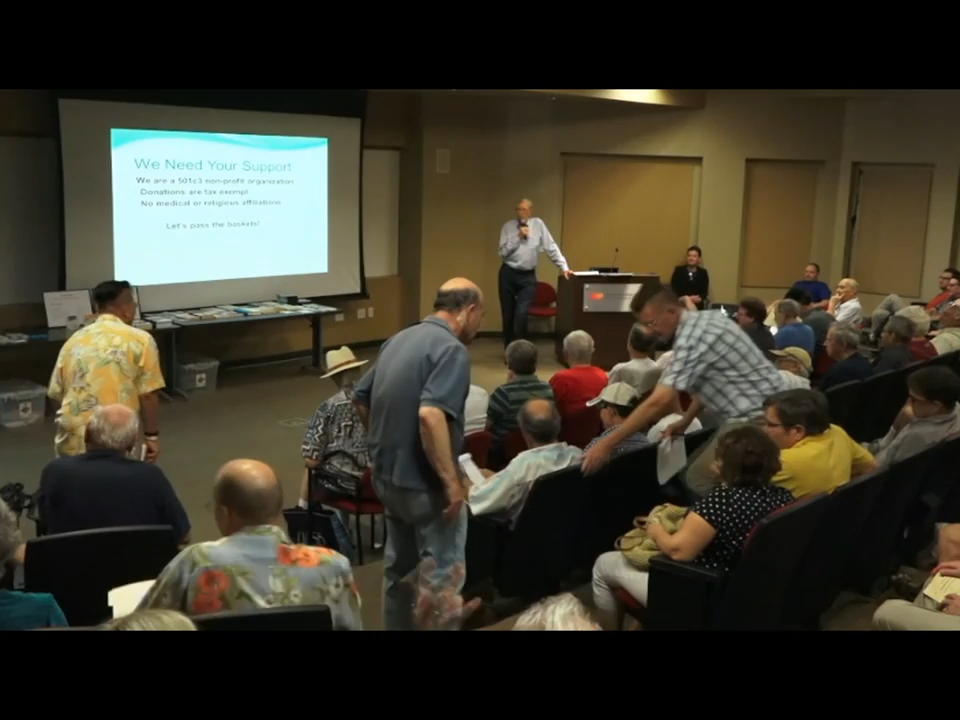 We Need Your Support
We are a 501c3 non-profit organization
Donations are tax exempt
No medical or religious affiliations
Let's pass the baskets!